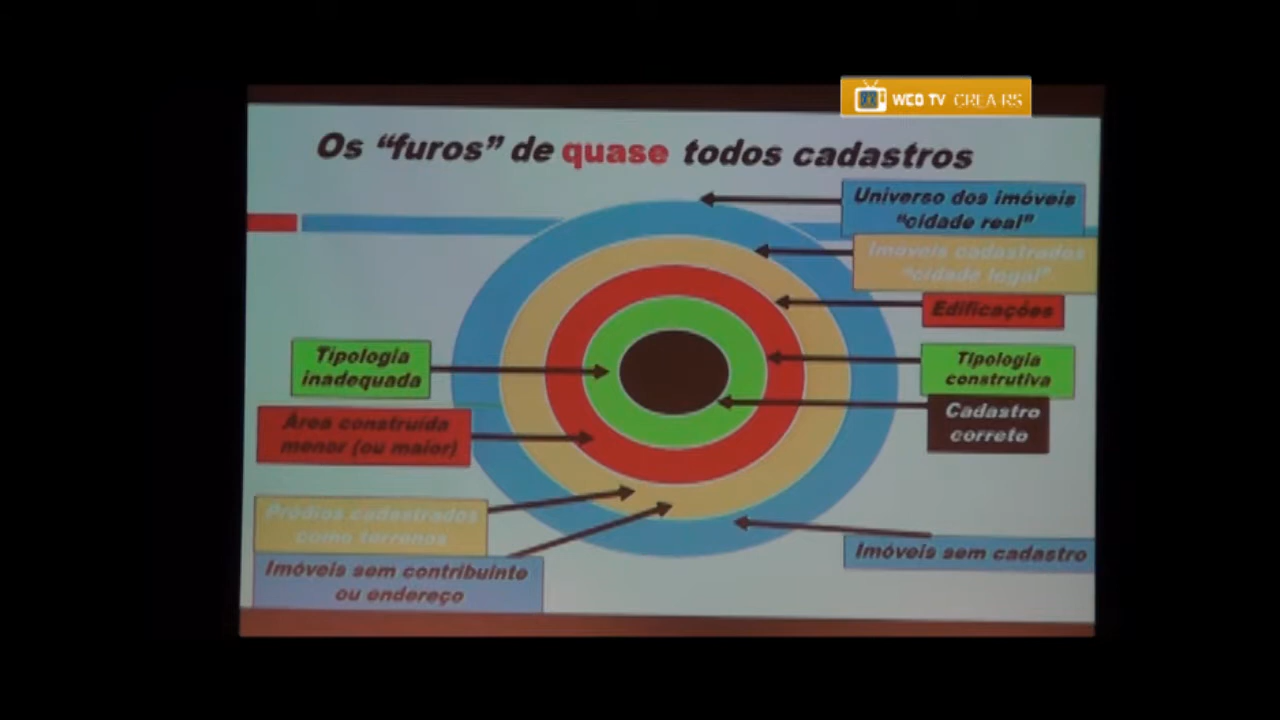 WEB TV CREA-RS
Os “furos” de quase todos cadastros
Universo dos imóveis
“cidade real”
Imóveis cadastrados
“cidade legal”
Edificações
Tipologia
inadequada
Tipologia
construtiva
Cadastro
correto
Área construída
menor (ou maior)
Prédios cadastrados
como terrenos
Imóveis sem contribuinte
ou endereço
Imóveis sem cadastro